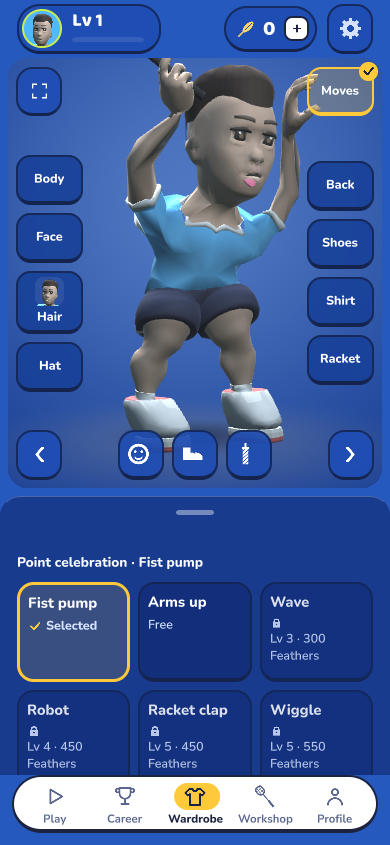 Lv 1
0
+
Moves
Body
Back
Face
Shoes
Hair
Shirt
Hat
Racket
Point celebration · Fist pump
Fist pump
Selected
Arms up
Free
Wave
Lv 3 · 300
Feathers
Robot
Lv 4 · 450
Feathers
Racket clap
Lv 5 · 450
Feathers
Wiggle
Lv 5 · 550
Feathers
Play
Career
Wardrobe
Workshop
Profile